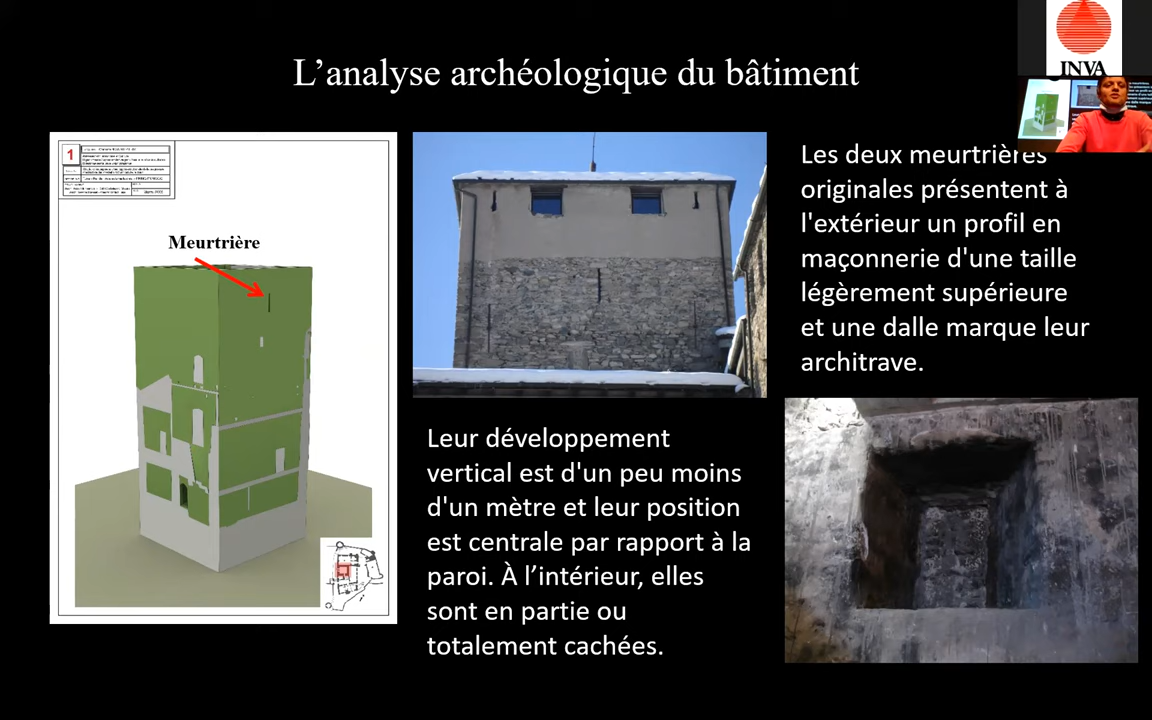 L'analyse archéologique du bâtiment
INVA
1
Meurtrière
Les deux meurtrières
originales présentent à
l'extérieur un profil en
maçonnerie d'une taille
légèrement supérieure
et une dalle marque leur
architrave.
Leur développement
vertical est d'un peu moins
d'un mètre et leur position
est centrale par rapport à la
paroi. À l’intérieur, elles
sont en partie ou
totalement cachées.